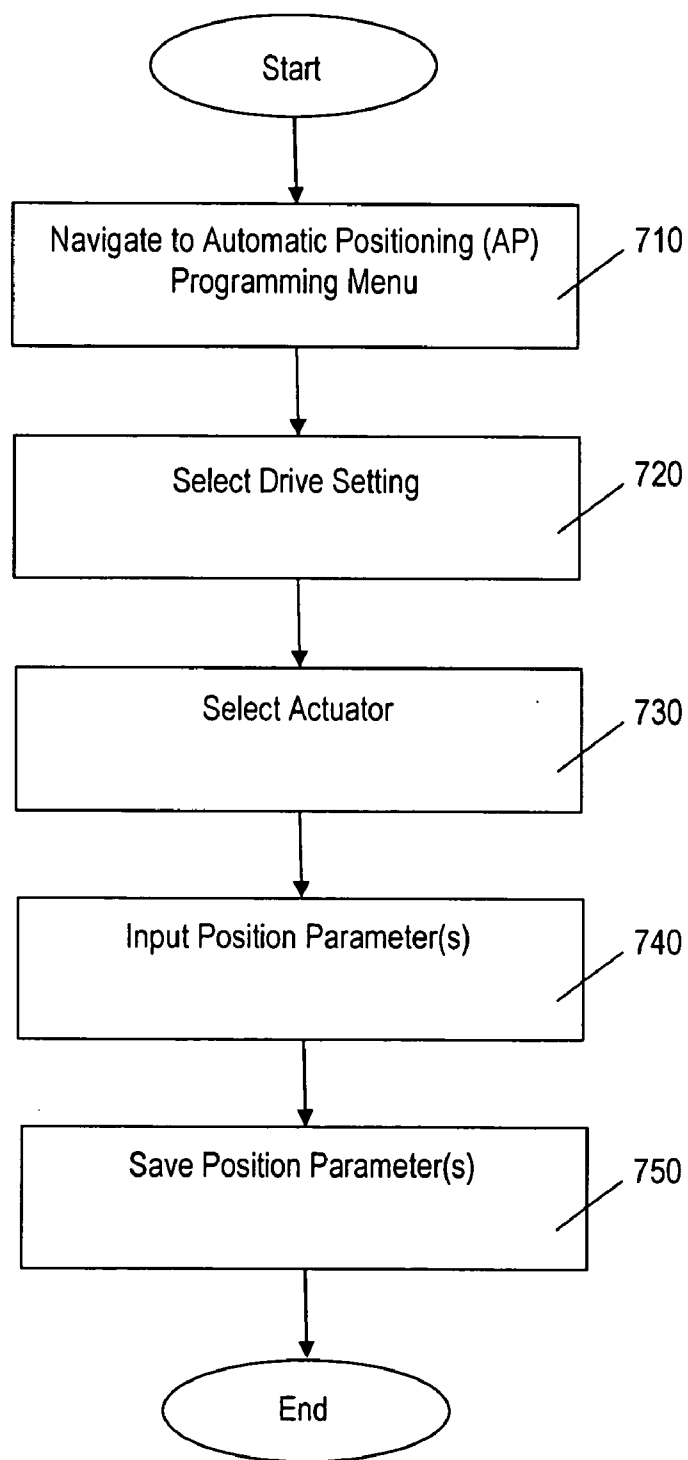 Start
Navigate to Automatic Positioning (AP)
Programming Menu
710
Select Drive Setting
720
Select Actuator
730
Input Position Parameter(s)
740
Save Position Parameter(s)
750
End